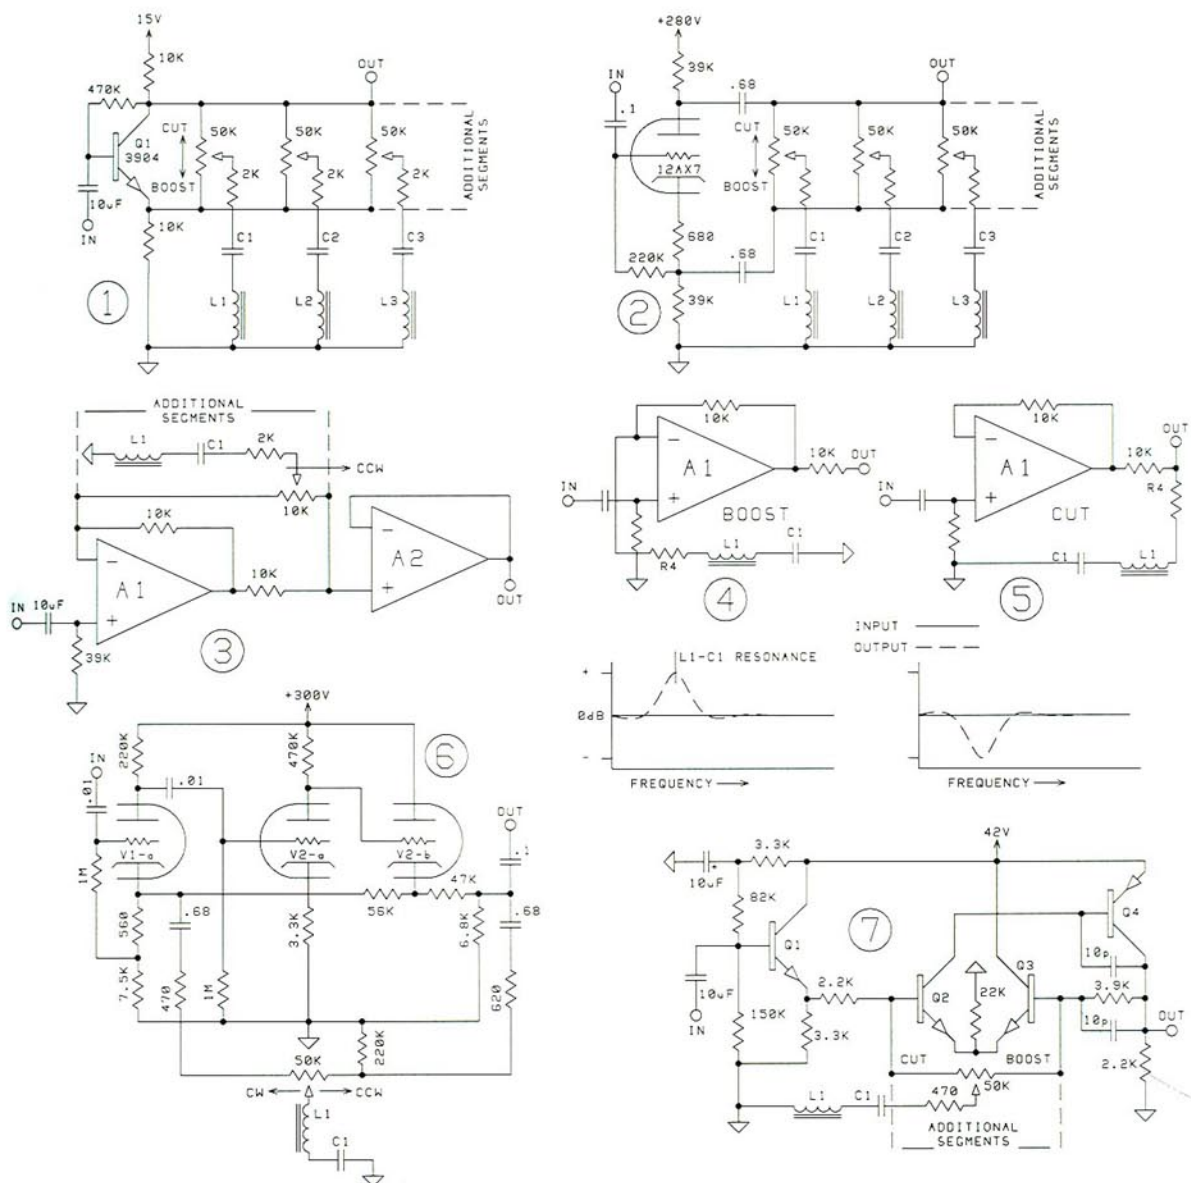 15V
10K
470K
OUT
Q1
3904
CUT
BOOST
50K
50K
50K
2K
2K
2K
10uF
IN
10K
C1
C2
C3
L1
L2
L3
ADDITIONAL
SEGMENTS
1
+280V
39K
IN
.1
.68
OUT
CUT
BOOST
50K
50K
50K
12AX7
680
220K
.68
39K
C1
C2
C3
L1
L2
L3
ADDITIONAL
SEGMENTS
2
ADDITIONAL
SEGMENTS
L1
C1
2K
CCW
10K
10K
A1
10K
A2
IN
10uF
39K
OUT
3
10K
A1
10K
OUT
IN
BOOST
R4
L1
C1
4
10K
A1
10K
OUT
IN
CUT
R4
C1
L1
5
INPUT
OUTPUT
L1-C1 RESONANCE
+
0dB
-
FREQUENCY
FREQUENCY
+300V
220K
470K
6
IN
.01
.01
OUT
.1
V1-a
V2-a
V2-b
1M
560
.68
56K
47K
3.3K
6.8K
.68
7.5K
470
1M
620
220K
50K
CW
CCW
L1
C1
42V
3.3K
10uF
82K
Q1
7
Q4
10p
IN
10uF
150K
2.2K
3.3K
Q2
22K
Q3
3.9K
10p
OUT
2.2K
CUT
BOOST
50K
L1
C1
470
ADDITIONAL
SEGMENTS